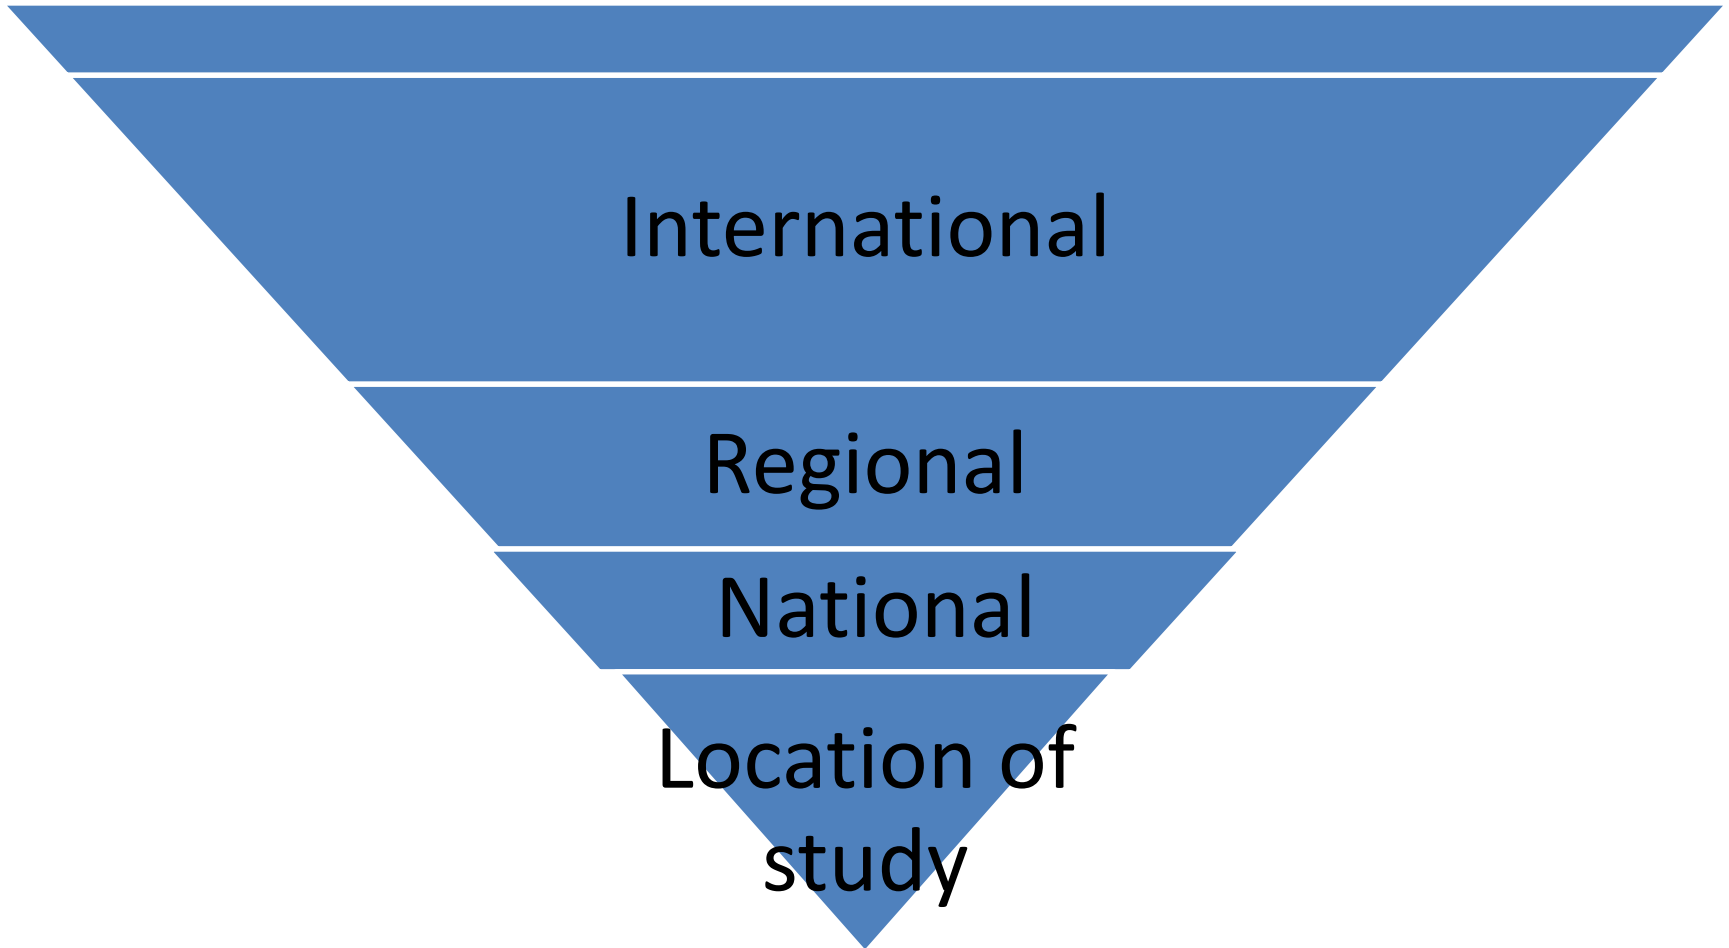 International
Regional
National
Location of
study